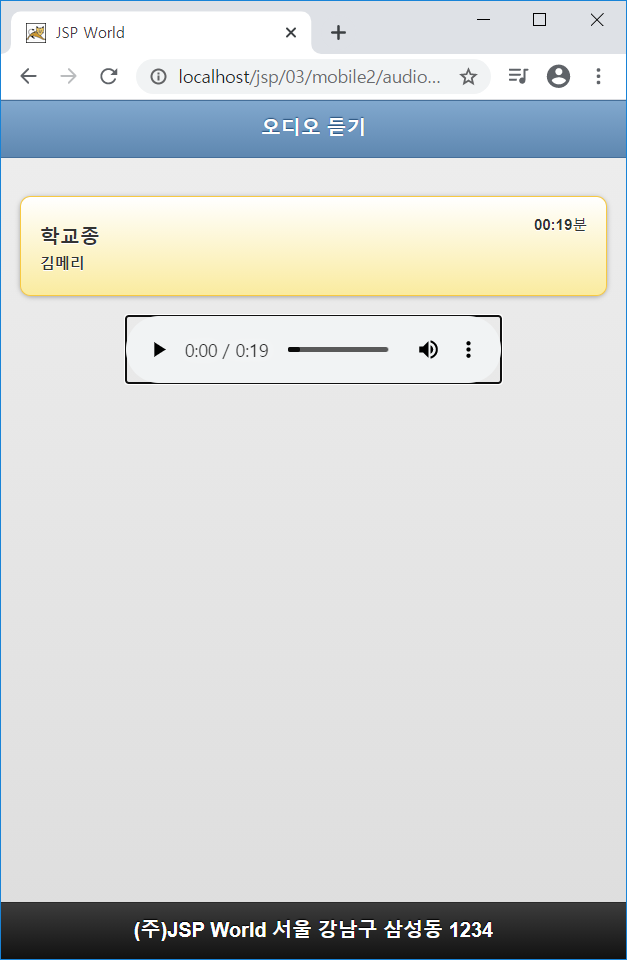 JSP World
localhost/jsp/03/mobile2/audio...
오디오 듣기
학교종
00:19분
김메리
0:00 / 0:19
(주)JSP World 서울 강남구 삼성동 1234